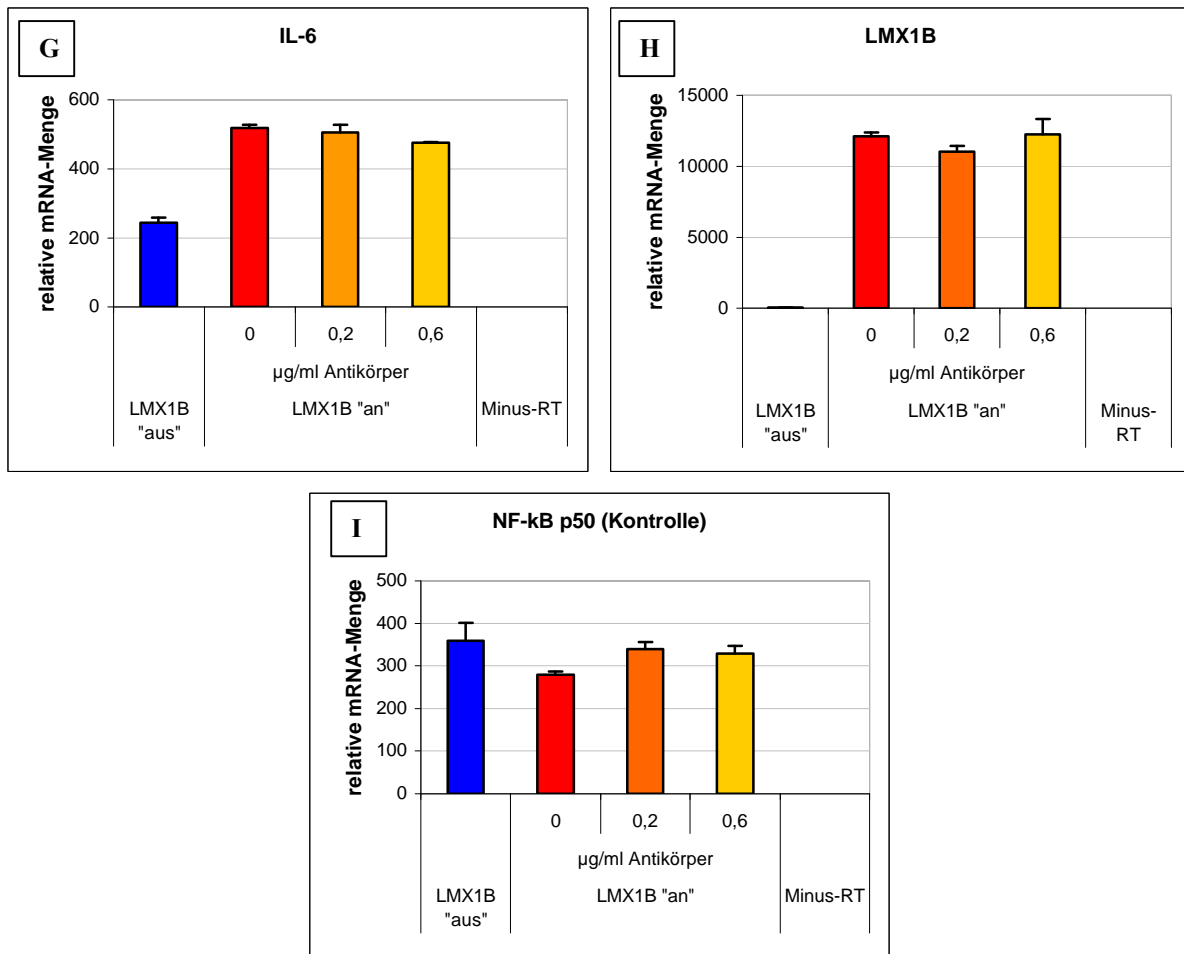 G
IL-6
relative mRNA-Menge
600
400
200
0
0 0,2 0,6
µg/ml Antikörper
LMX1B "aus"
LMX1B "an"
Minus-RT
H
LMX1B
relative mRNA-Menge
15000
10000
5000
0
0 0,2 0,6
µg/ml Antikörper
LMX1B "aus"
LMX1B "an"
Minus-
RT
I
NF-kB p50 (Kontrolle)
relative mRNA-Menge
500
400
300
200
100
0
0 0,2 0,6
µg/ml Antikörper
LMX1B
"aus"
LMX1B "an"
Minus-RT